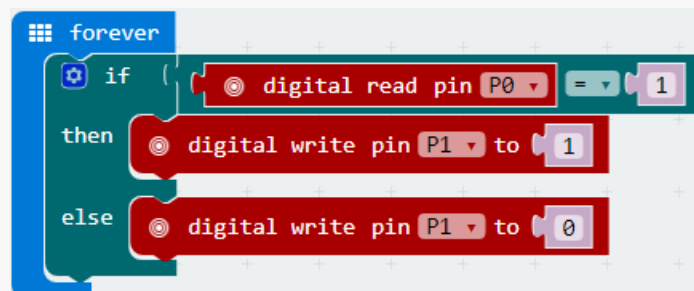 forever
if digital read pin P0 = 1
then digital write pin P1 to 1
else digital write pin P1 to 0